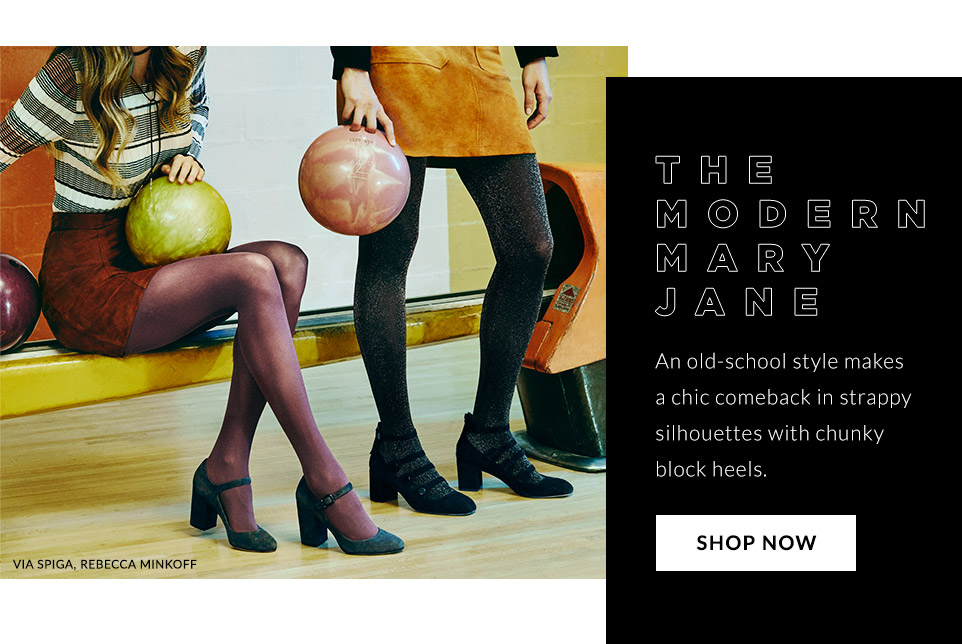 THE
MODERN
MARY
JANE
An old-school style makes
a chic comeback in strappy
silhouettes with chunky
block heels.
SHOP NOW
VIA SPIGA, REBECCA MINKOFF